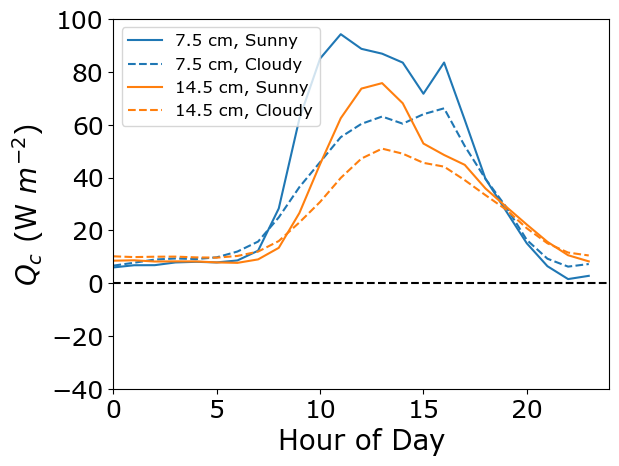 7.5 cm, Sunny
7.5 cm, Cloudy
14.5 cm, Sunny
14.5 cm, Cloudy
Q_c (W m^{-2})
100
80
60
40
20
0
−20
−40
0 5 10 15 20
Hour of Day